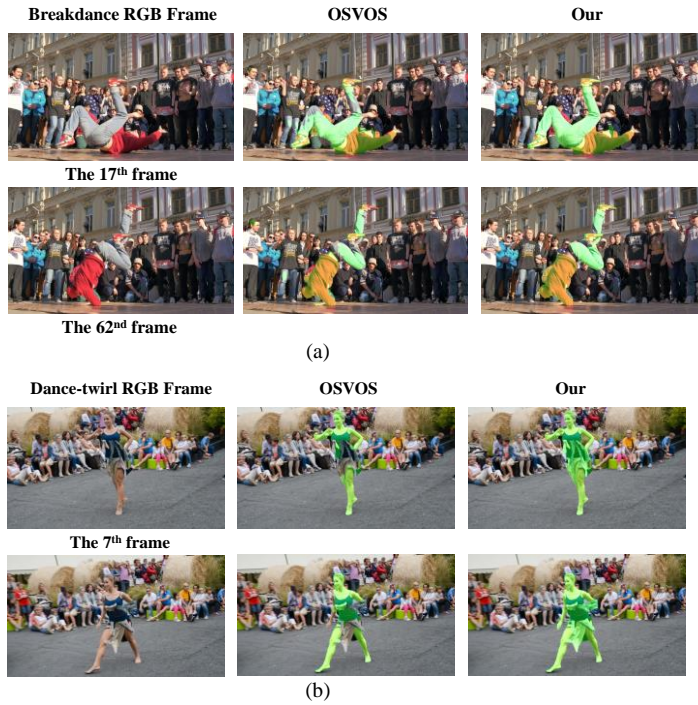 Breakdance RGB Frame OSVOS Our
The 17th frame
The 62nd frame
(a)
Dance-twirl RGB Frame OSVOS Our
The 7th frame
(b)